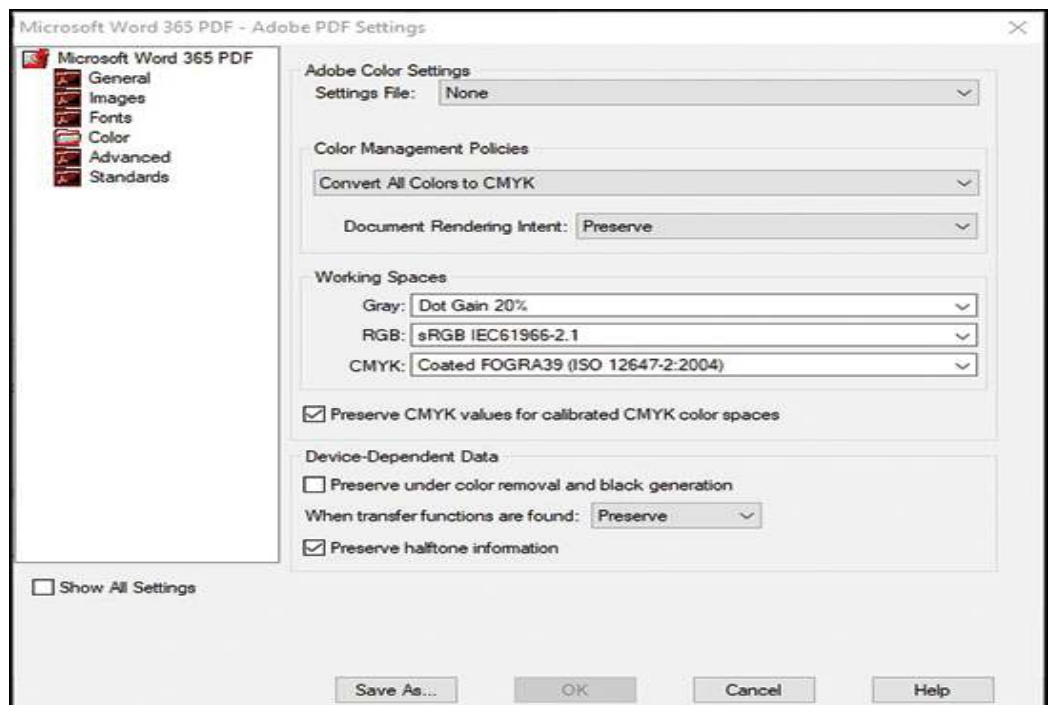 Microsoft Word 365 PDF - Adobe PDF Settings
Microsoft Word 365 PDF
General
Images
Fonts
Color
Advanced
Standards
Show All Settings
Adobe Color Settings
Settings File: None
Color Management Policies
Convert All Colors to CMYK
Document Rendering Intent: Preserve
Working Spaces
Gray: Dot Gain 20%
RGB: sRGB IEC61966-2.1
CMYK: Coated FOGRA39 (ISO 12647-2:2004)
Preserve CMYK values for calibrated CMYK color spaces
Device-Dependent Data
Preserve under color removal and black generation
When transfer functions are found: Preserve
Preserve halftone information
Save As... OK Cancel Help